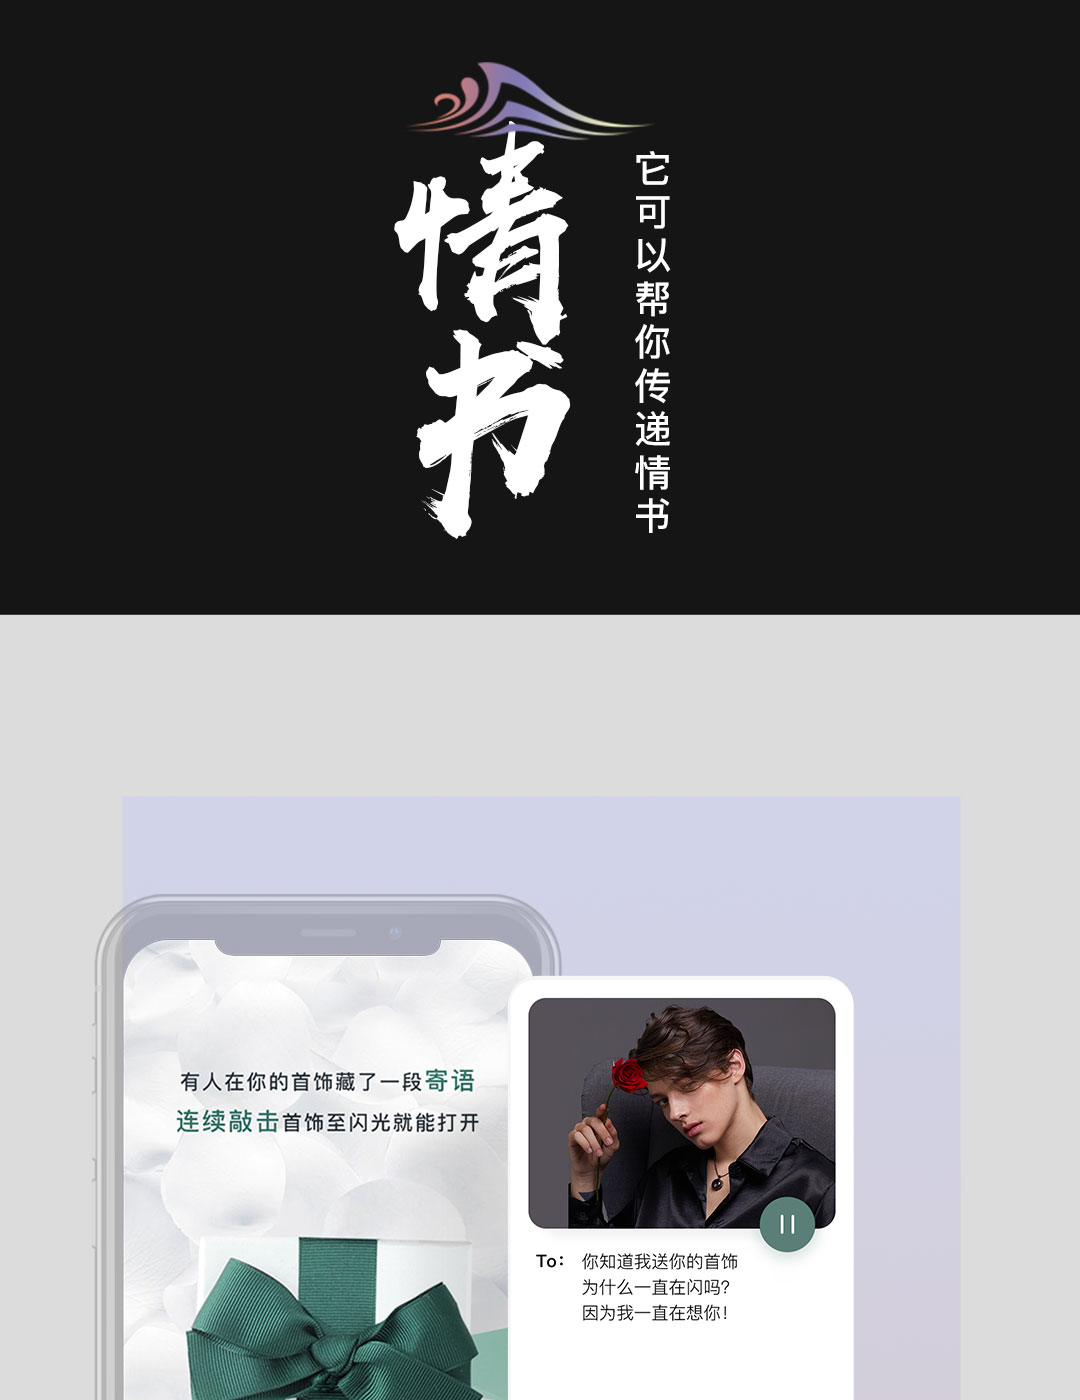 情书
它可以帮你传递情书
有人在你的首饰藏了一段寄语
连续敲击首饰至闪光就能打开
To： 你知道我送你的首饰
为什么一直在闪吗？
因为我一直在想你！